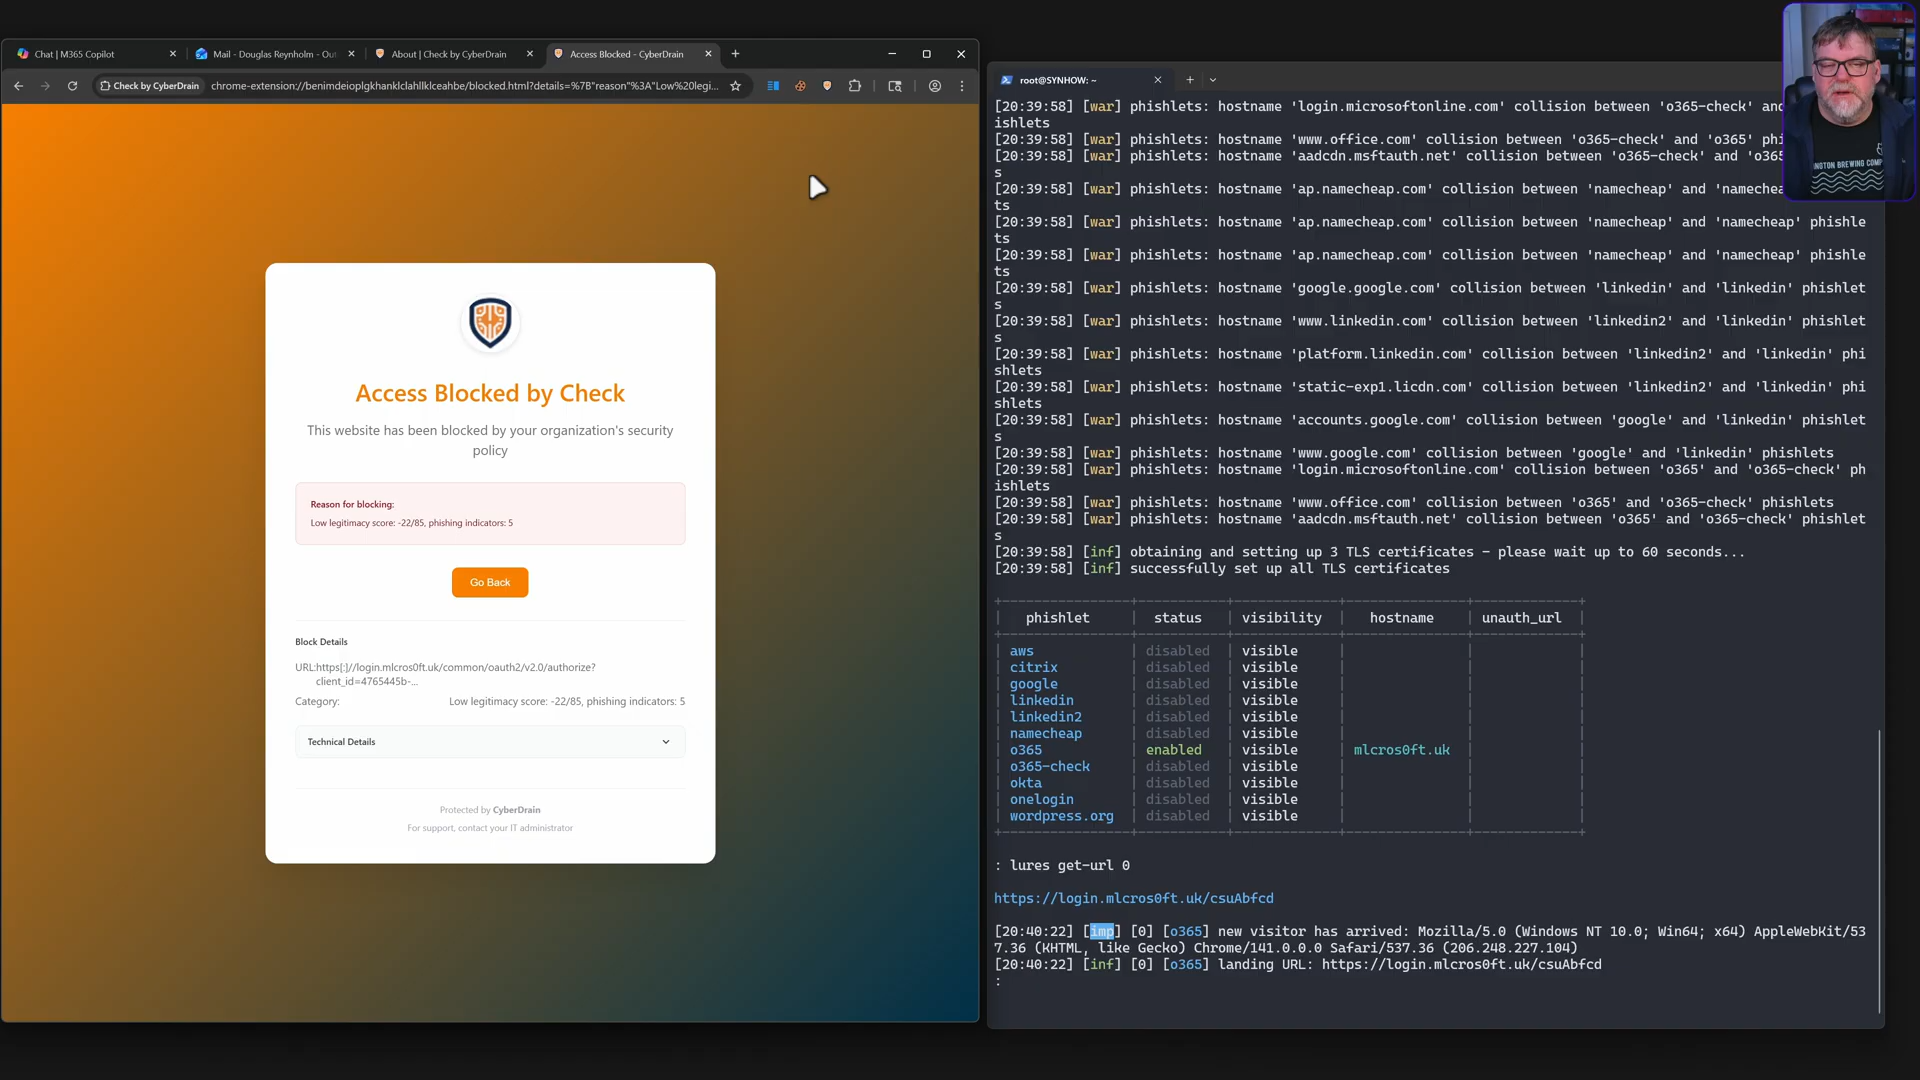 Chat | M365 Copilot
Mail - Douglas Reynholm - Out
About | Check by CyberDrain
Access Blocked - CyberDrain
Check by CyberDrain
chrome-extension://benimdeioplgkhanklclahllklceahbe/blocked.html?details=%7B"reason"%3A"Low%20legi...
Access Blocked by Check
This website has been blocked by your organization's security
policy
Reason for blocking:
Low legitimacy score: -22/85, phishing indicators: 5
Go Back
Block Details
URL:https[:]//login.mlcros0ft.uk/common/oauth2/v2.0/authorize?
client_id=4765445b-...
Category:
Low legitimacy score: -22/85, phishing indicators: 5
Technical Details
Protected by CyberDrain
For support, contact your IT administrator
root@SYNHOW: ~
[20:39:58] [war] phishlets: hostname 'login.microsoftonline.com' collision between 'o365-check' and
ishlets
[20:39:58] [war] phishlets: hostname 'www.office.com' collision between 'o365-check' and 'o365' phi
[20:39:58] [war] phishlets: hostname 'aadcdn.msftauth.net' collision between 'o365-check' and 'o365
s
[20:39:58] [war] phishlets: hostname 'ap.namecheap.com' collision between 'namecheap' and 'namechea
ts
[20:39:58] [war] phishlets: hostname 'ap.namecheap.com' collision between 'namecheap' and 'namecheap' phishle
ts
[20:39:58] [war] phishlets: hostname 'ap.namecheap.com' collision between 'namecheap' and 'namecheap' phishle
ts
[20:39:58] [war] phishlets: hostname 'google.google.com' collision between 'linkedin' and 'linkedin' phishlet
s
[20:39:58] [war] phishlets: hostname 'www.linkedin.com' collision between 'linkedin2' and 'linkedin' phishlet
s
[20:39:58] [war] phishlets: hostname 'platform.linkedin.com' collision between 'linkedin2' and 'linkedin' phi
shlets
[20:39:58] [war] phishlets: hostname 'static-exp1.licdn.com' collision between 'linkedin2' and 'linkedin' phi
shlets
[20:39:58] [war] phishlets: hostname 'accounts.google.com' collision between 'google' and 'linkedin' phishlet
s
[20:39:58] [war] phishlets: hostname 'www.google.com' collision between 'google' and 'linkedin' phishlets
[20:39:58] [war] phishlets: hostname 'login.microsoftonline.com' collision between 'o365' and 'o365-check' ph
ishlets
[20:39:58] [war] phishlets: hostname 'www.office.com' collision between 'o365' and 'o365-check' phishlets
[20:39:58] [war] phishlets: hostname 'aadcdn.msftauth.net' collision between 'o365' and 'o365-check' phishlet
s
[20:39:58] [inf] obtaining and setting up 3 TLS certificates - please wait up to 60 seconds...
[20:39:58] [inf] successfully set up all TLS certificates
phishlet | status | visibility | hostname | unauth_url
aws | disabled | visible
citrix | disabled | visible
google | disabled | visible
linkedin | disabled | visible
linkedin2 | disabled | visible
namecheap | disabled | visible
o365 | enabled | visible | mlcros0ft.uk
o365-check | disabled | visible
okta | disabled | visible
onelogin | disabled | visible
wordpress.org | disabled | visible
: lures get-url 0
https://login.mlcros0ft.uk/csuAbfcd
[20:40:22] [imp] [0] [o365] new visitor has arrived: Mozilla/5.0 (Windows NT 10.0; Win64; x64) AppleWebKit/53
7.36 (KHTML, like Gecko) Chrome/141.0.0.0 Safari/537.36 (206.248.227.104)
[20:40:22] [inf] [0] [o365] landing URL: https://login.mlcros0ft.uk/csuAbfcd
: